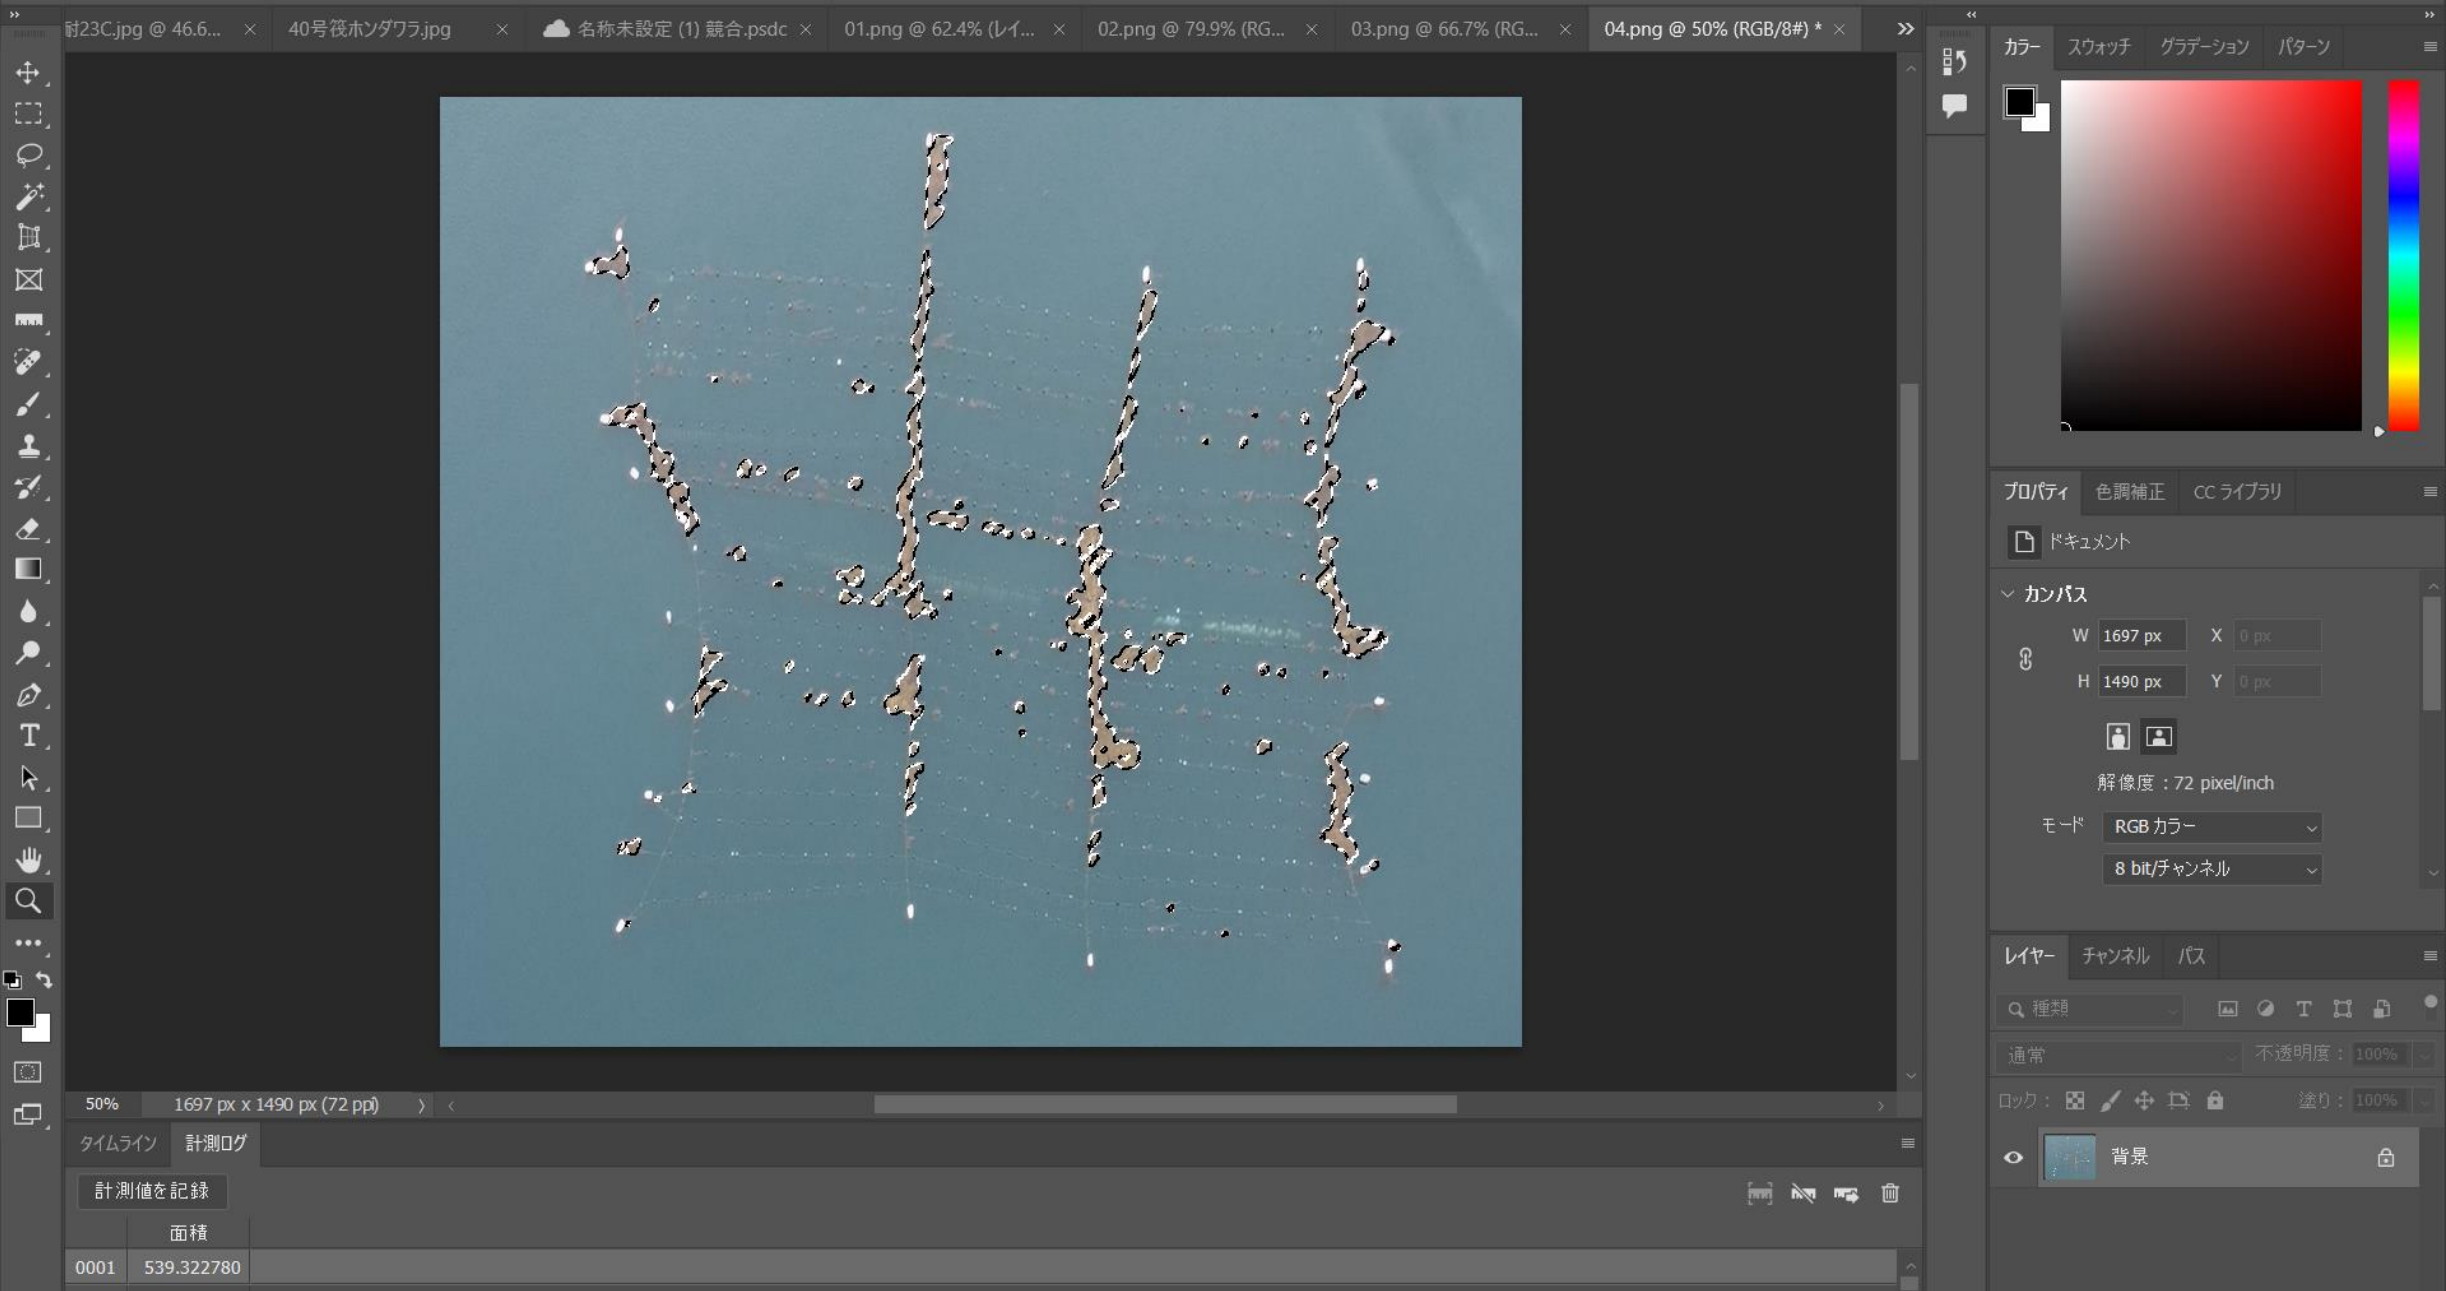 耐23C.jpg @ 46.6...
40号筏ホンダワラ.jpg
名称未設定 (1) 競合.psdc
01.png @ 62.4% (レイ...
02.png @ 79.9% (RG...
03.png @ 66.7% (RG...
04.png @ 50% (RGB/8#) *
カラー
スウォッチ
グラデーション
パターン
プロパティ
色調補正
CC ライブラリ
ドキュメント
カンバス
W 1697 px X 0 px
H 1490 px Y 0 px
解像度 : 72 pixel/inch
モード RGB カラー
8 bit/チャンネル
レイヤー
チャンネル
パス
種類
通常
不透明度 : 100%
ロック :
塗り : 100%
背景
50%
1697 px x 1490 px (72 ppi)
タイムライン
計測ログ
計測値を記録
面積
0001 539.322780